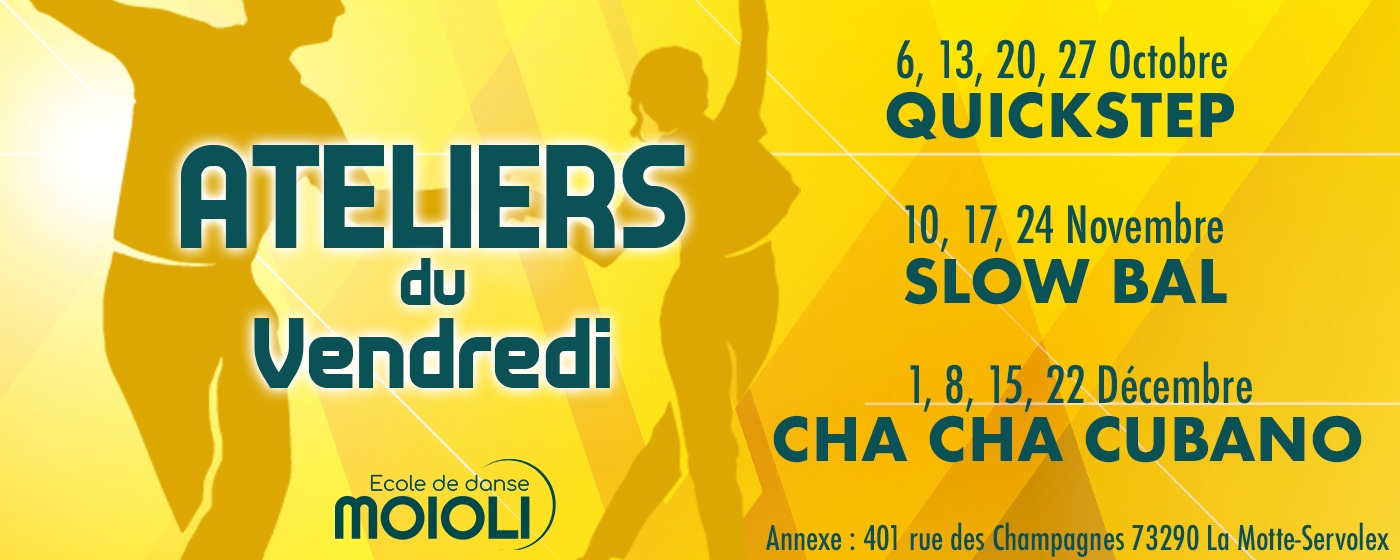 ATELIERS
du
Vendredi
Ecole de danse
MOIOLI
6, 13, 20, 27 Octobre
QUICKSTEP
10, 17, 24 Novembre
SLOW BAL
1, 8, 15, 22 Décembre
CHA CHA CUBANO
Annexe : 401 rue des Champagnes 73290 La Motte-Servolex